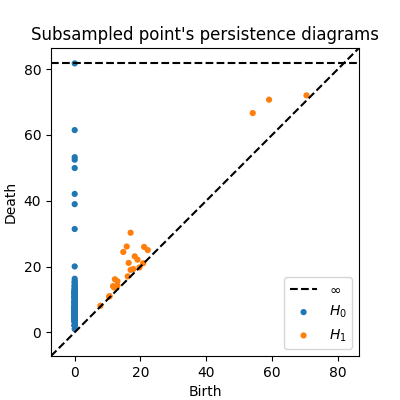 Subsampled point's persistence diagrams
80
60
40
20
0
Death
∞
H₀
H₁
0 20 40 60 80
Birth